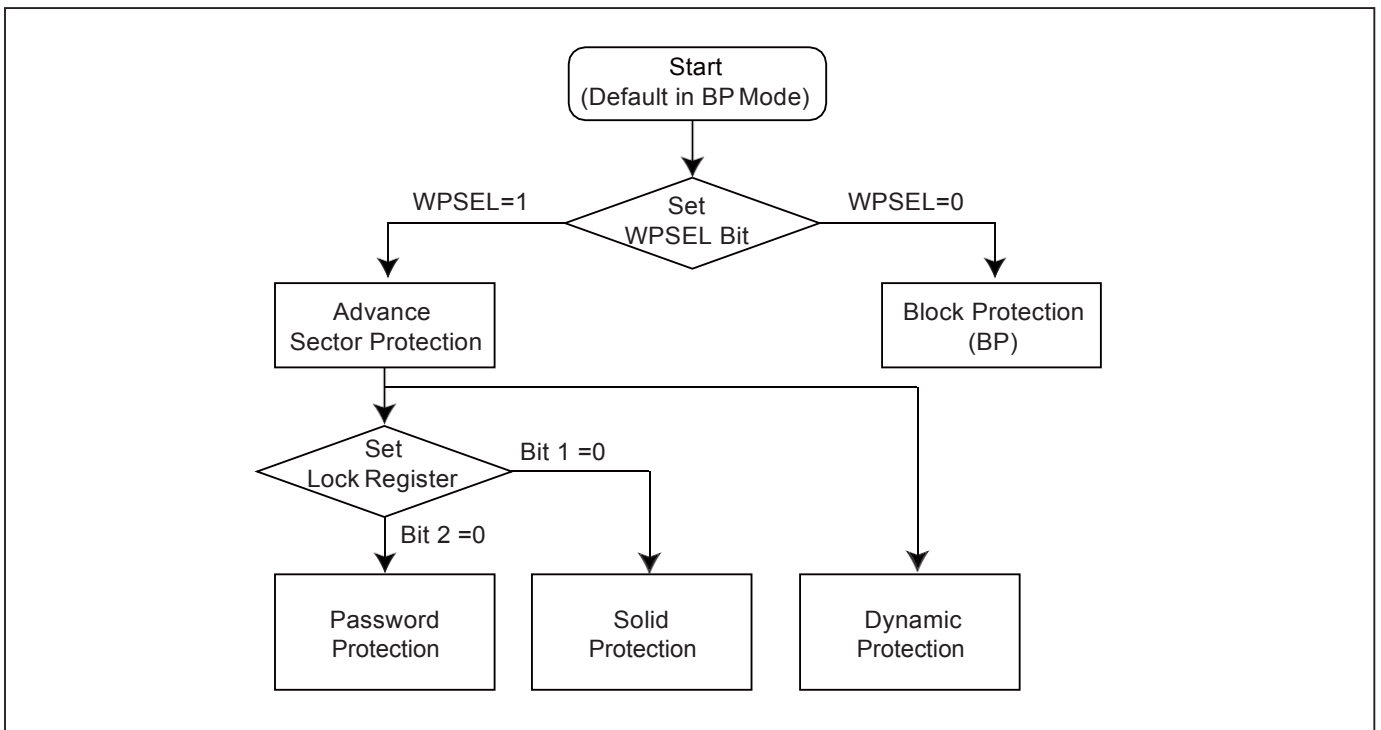 Start
(Default in BP Mode)
WPSEL=1
Set
WPSEL Bit
WPSEL=0
Advance
Sector Protection
Block Protection
(BP)
Set
Lock Register
Bit 1 =0
Bit 2 =0
Password
Protection
Solid
Protection
Dynamic
Protection